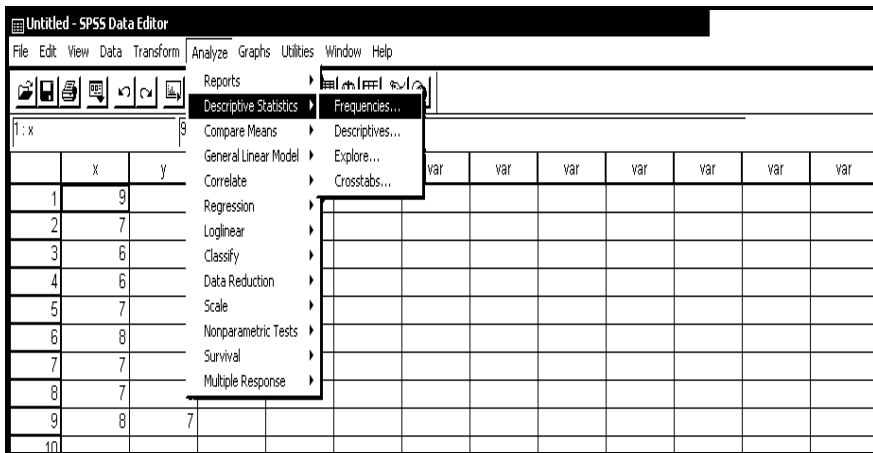 Untitled - SPSS Data Editor
File Edit View Data Transform Analyze Graphs Utilities Window Help
Reports
Descriptive Statistics
Frequencies...
Compare Means
Descriptives...
General Linear Model
Explore...
Correlate
Crosstabs...
Regression
Loglinear
Classify
Data Reduction
Scale
Nonparametric Tests
Survival
Multiple Response
1 : x 9
x y var var var var var var var
1 9
2 7
3 6
4 6
5 7
6 8
7 7
8 7
9 8 7
10